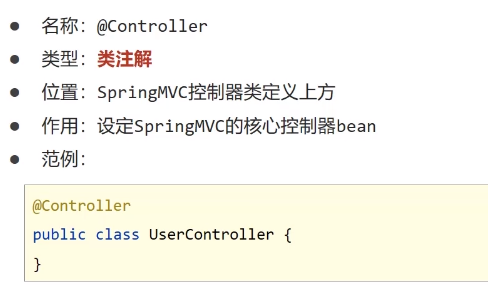 ● 名称：@Controller
● 类型：类注解
● 位置：SpringMVC控制器类定义上方
● 作用：设定SpringMVC的核心控制器bean
● 范例：
@Controller
public class UserController {
}